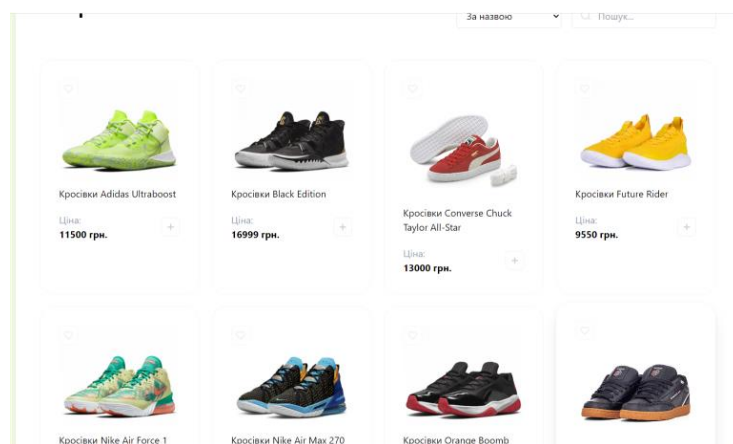 За назвою
Пошук...
Кросівки Adidas Ultraboost
Ціна:
11500 грн.
Кросівки Black Edition
Ціна:
16999 грн.
Кросівки Converse Chuck
Taylor All-Star
Ціна:
13000 грн.
Кросівки Future Rider
Ціна:
9550 грн.
Кросівки Nike Air Force 1
Кросівки Nike Air Max 270
Кросівки Orange Boomb